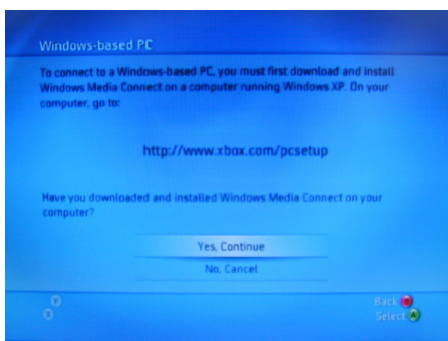 Windows-based PC
To connect to a Windows-based PC, you must first download and install
Windows Media Connect on a computer running Windows XP. On your
computer, go to:
http://www.xbox.com/pcsetup
Have you downloaded and installed Windows Media Connect on your
computer?
Yes, Continue
No, Cancel
Y
X
Back B
Select A